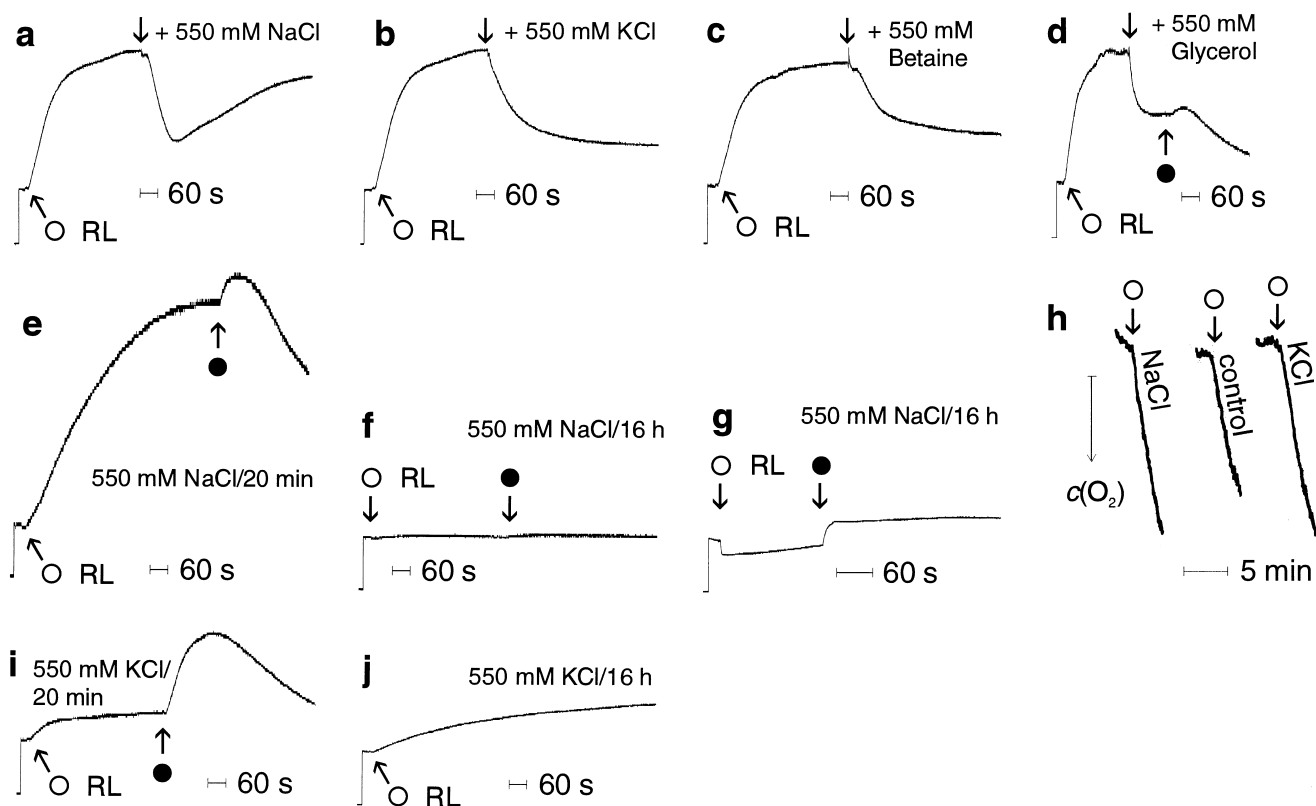 a
+ 550 mM NaCl
60 s
RL
b
+ 550 mM KCl
60 s
RL
c
+ 550 mM
Betaine
60 s
RL
d
+ 550 mM
Glycerol
60 s
RL
e
550 mM NaCl/20 min
60 s
RL
f
550 mM NaCl/16 h
RL
60 s
g
550 mM NaCl/16 h
RL
60 s
h
NaCl
control
KCl
c(O₂)
5 min
i
550 mM KCl/
20 min
60 s
RL
j
550 mM KCl/16 h
60 s
RL